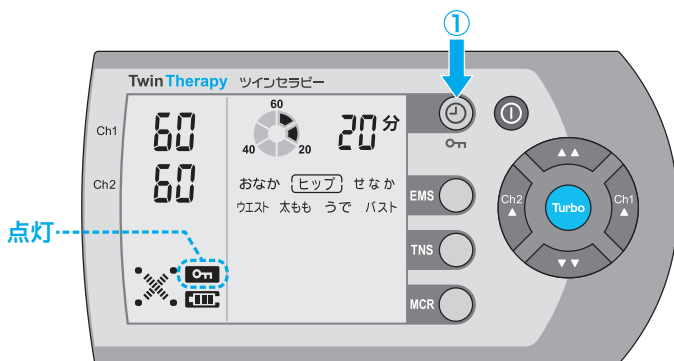 ①
Twin Therapy ツインセラピー
Ch1 60
Ch2 60
60
40 20
20分
おなか ヒップ せなか
ウエスト 太もも うで バスト
点灯
EMS
TNS
MCR
Ch2
Turbo
Ch1